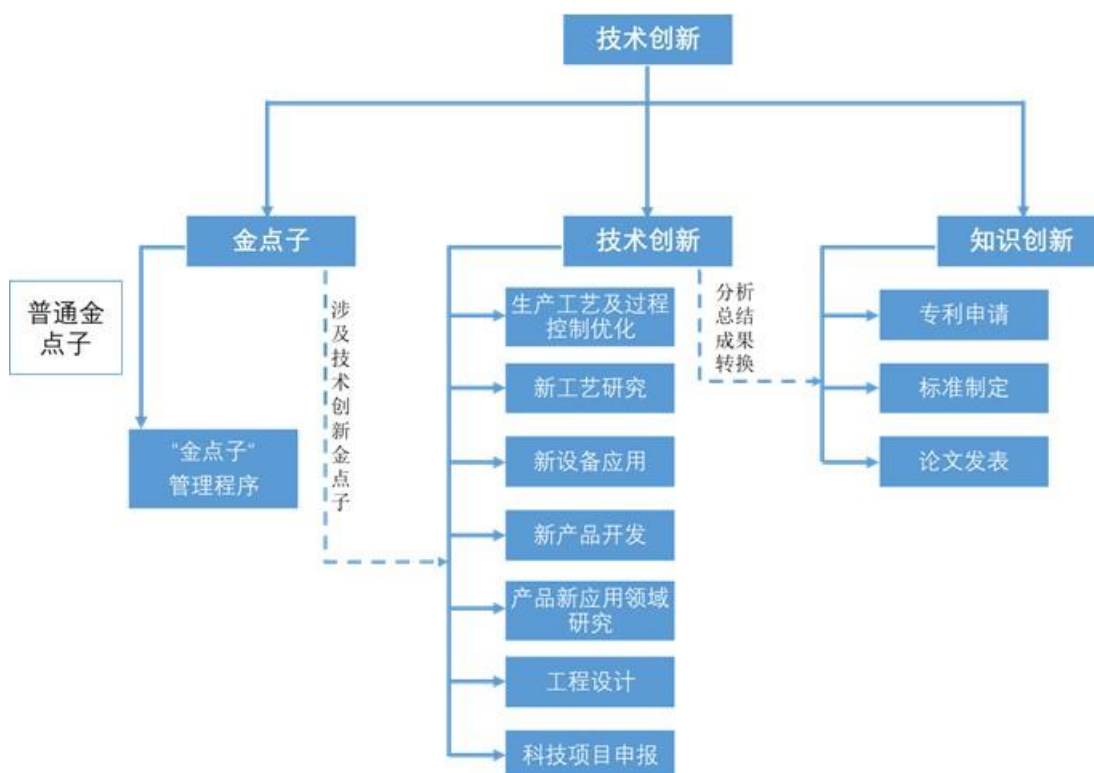 技术创新
金点子
技术创新
知识创新
普通金
点子
“金点子“
管理程序
涉及技术创新金点子
生产工艺及过程
控制优化
新工艺研究
新设备应用
新产品开发
产品新应用领域
研究
工程设计
科技项目申报
分析
总结
成果
转换
专利申请
标准制定
论文发表